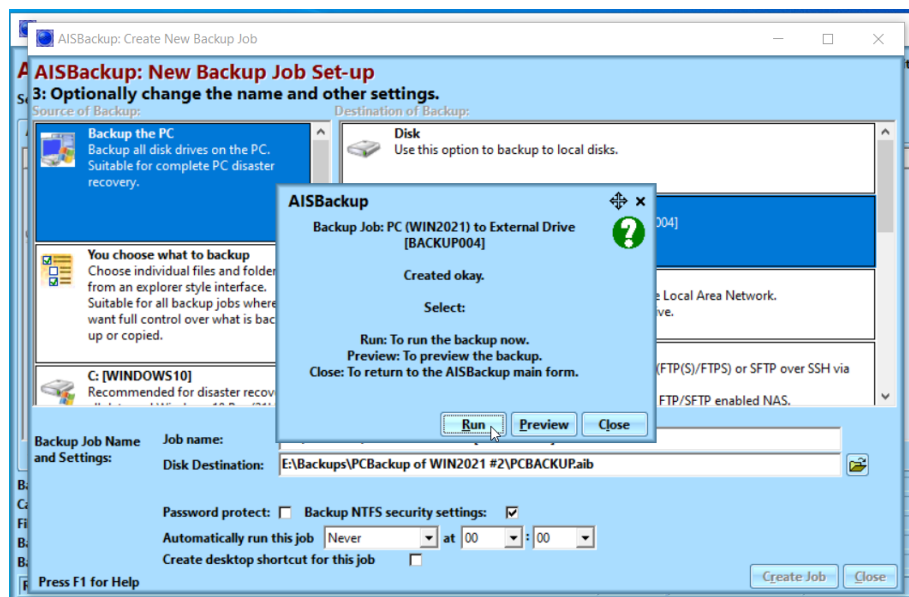 AISBackup: Create New Backup Job
AISBackup: New Backup Job Set-up
3: Optionally change the name and other settings.
Source of Backup:
Destination of Backup:
Backup the PC
Backup all disk drives on the PC.
Suitable for complete PC disaster
recovery.
Disk
Use this option to backup to local disks.
004]
You choose what to backup
Choose individual files and folder
from an explorer style interface.
Suitable for all backup jobs where
want full control over what is bac
up or copied.
Local Area Network.
ve.
C: [WINDOWS10]
Recommended for disaster recov
(FTP(S)/FTPS) or SFTP over SSH via
FTP/SFTP enabled NAS.
AISBackup
Backup Job: PC (WIN2021) to External Drive
[BACKUP004]
Created okay.
Select:
Run: To run the backup now.
Preview: To preview the backup.
Close: To return to the AISBackup main form.
Run
Preview
Close
Backup Job Name
and Settings:
Job name:
Disk Destination:
E:\Backups\PCBackup of WIN2021 #2\PCBACKUP.aib
Password protect:
Backup NTFS security settings:
Automatically run this job
Never
at
00
:
00
Create desktop shortcut for this job
Press F1 for Help
Create Job
Close